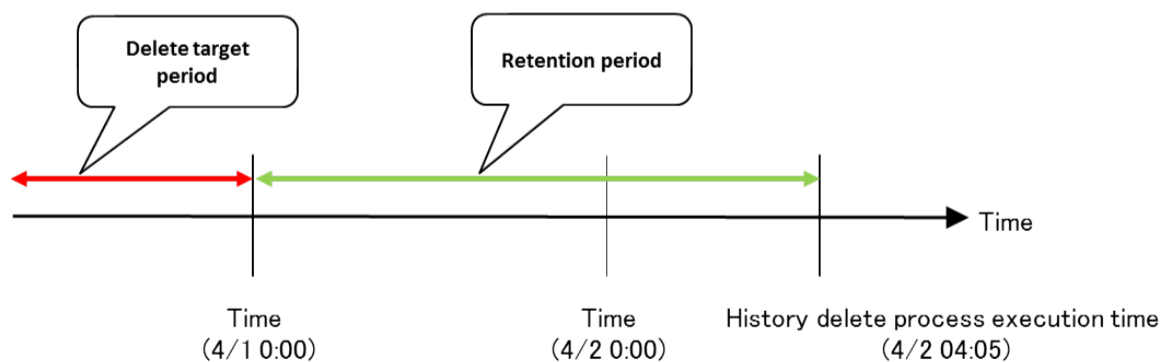 Delete target
period
Retention period
Time
Time
(4/1 0:00)
Time
(4/2 0:00)
History delete process execution time
(4/2 04:05)